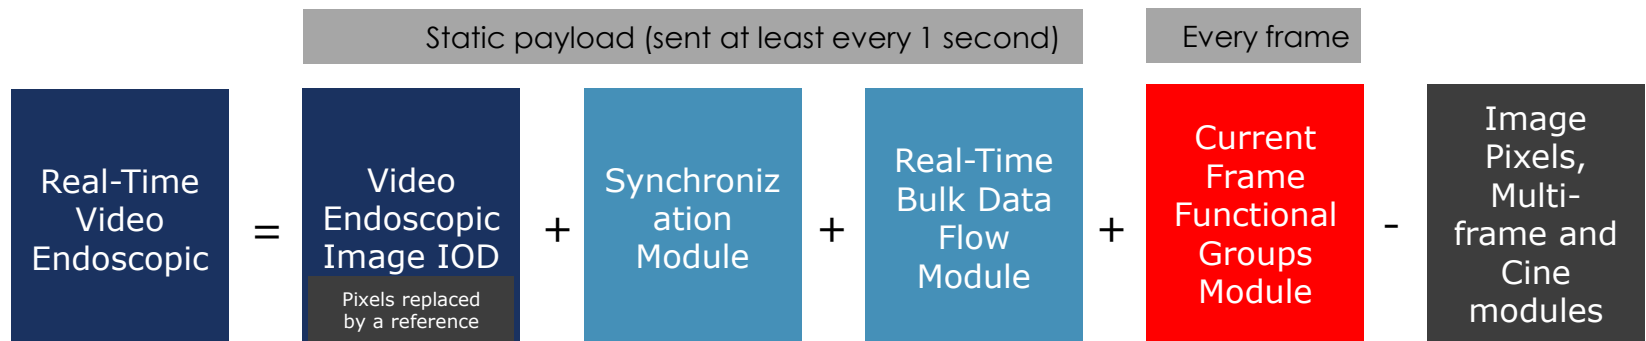 Static payload (sent at least every 1 second)
Every frame
Real-Time
Video
Endoscopic
=
Video
Endoscopic
Image IOD
Pixels replaced
by a reference
+
Synchroniz
ation
Module
+
Real-Time
Bulk Data
Flow
Module
+
Current
Frame
Functional
Groups
Module
-
Image
Pixels,
Multi-
frame and
Cine
modules